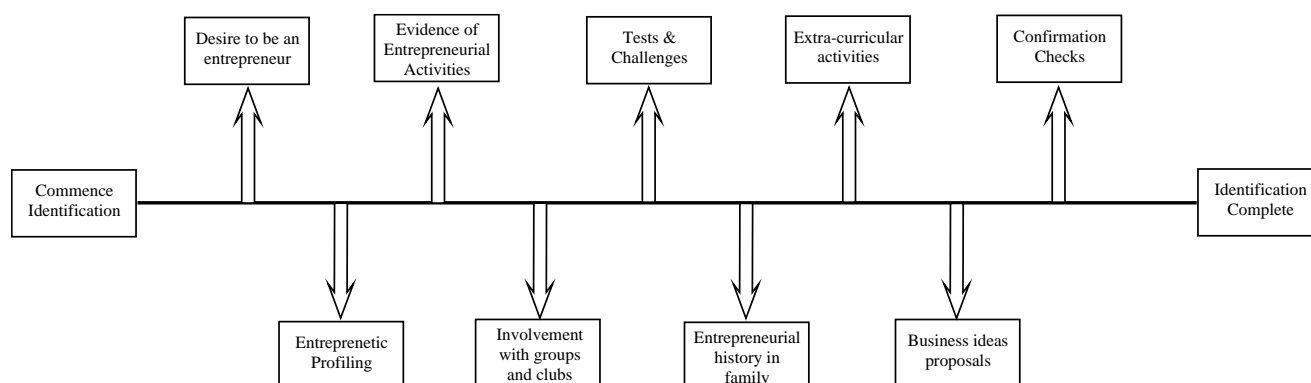 Desire to be an
entrepreneur
Evidence of
Entrepreneurial
Activities
Tests &
Challenges
Extra-curricular
activities
Confirmation
Checks
Commence
Identification
Identification
Complete
Entreprenetic
Profiling
Involvement
with groups
and clubs
Entrepreneurial
history in
family
Business ideas
proposals